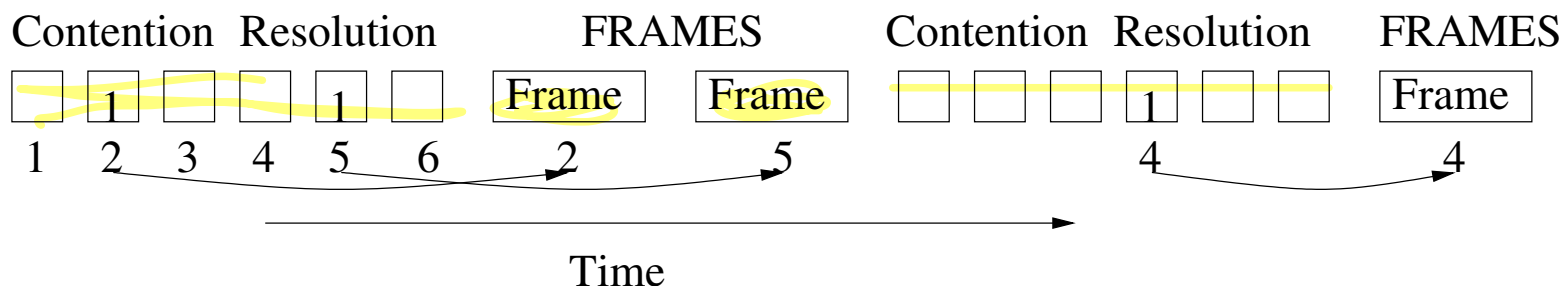 Contention Resolution FRAMES Contention Resolution FRAMES
1 1 Frame Frame 1 Frame
1 2 3 4 5 6 2 5 4 4
Time